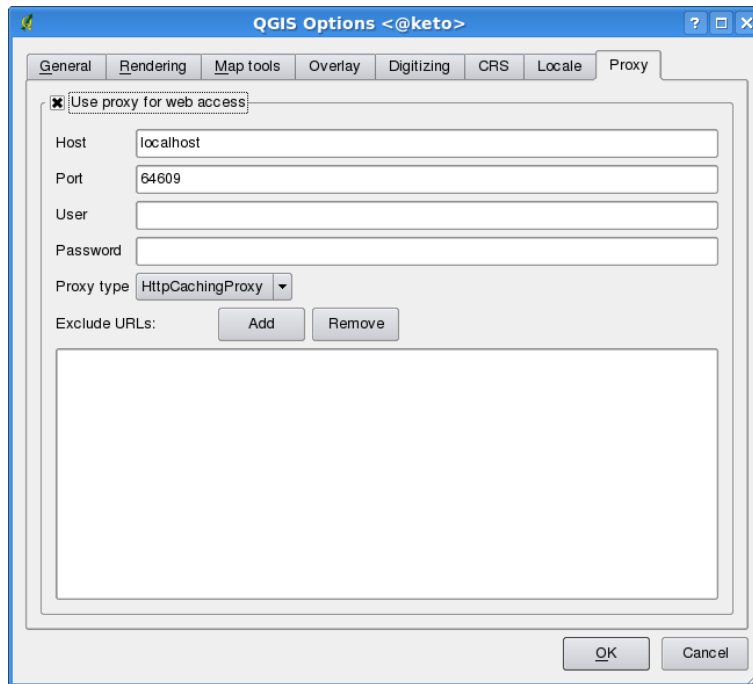 QGIS Options <@keto>
General Rendering Map tools Overlay Digitizing CRS Locale Proxy
Use proxy for web access
Host localhost
Port 64609
User
Password
Proxy type HttpCachingProxy
Exclude URLs: Add Remove
OK Cancel